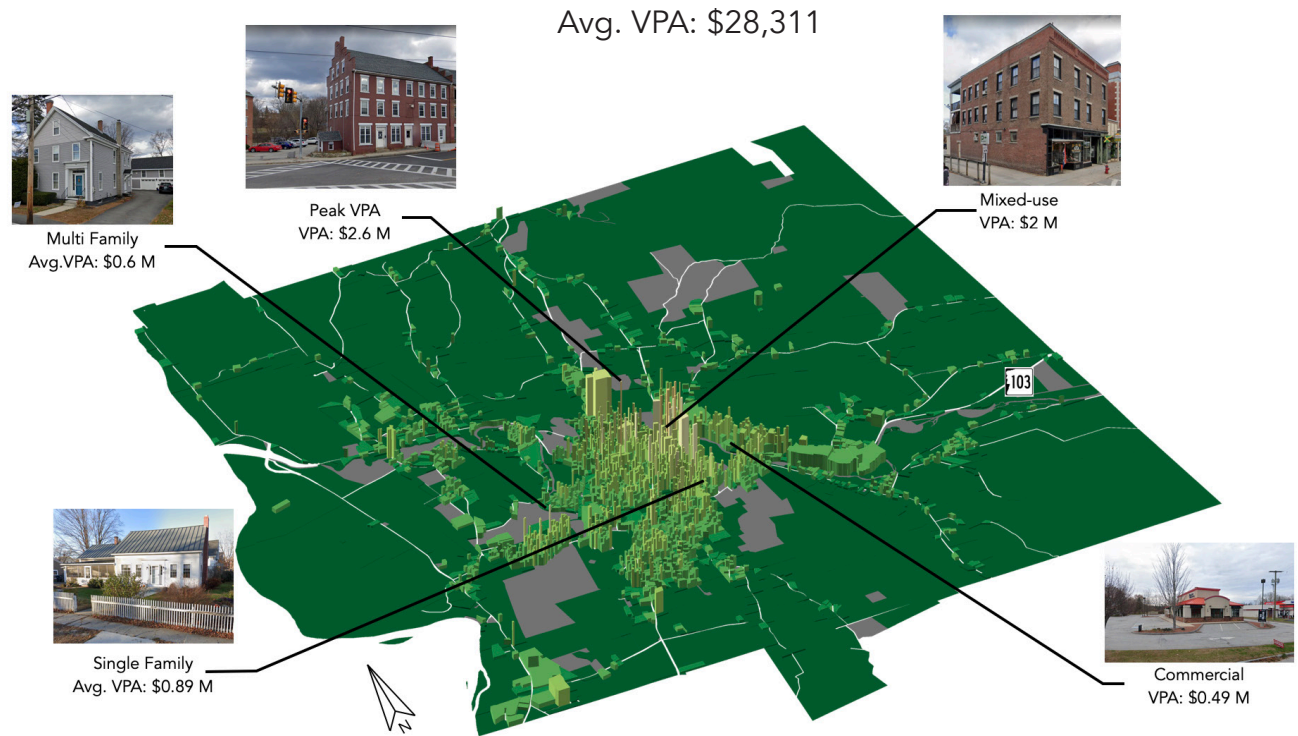 Avg. VPA: $28,311
Peak VPA
VPA: $2.6 M
Mixed-use
VPA: $2 M
Multi Family
Avg.VPA: $0.6 M
103
Single Family
Avg. VPA: $0.89 M
Commercial
VPA: $0.49 M
N